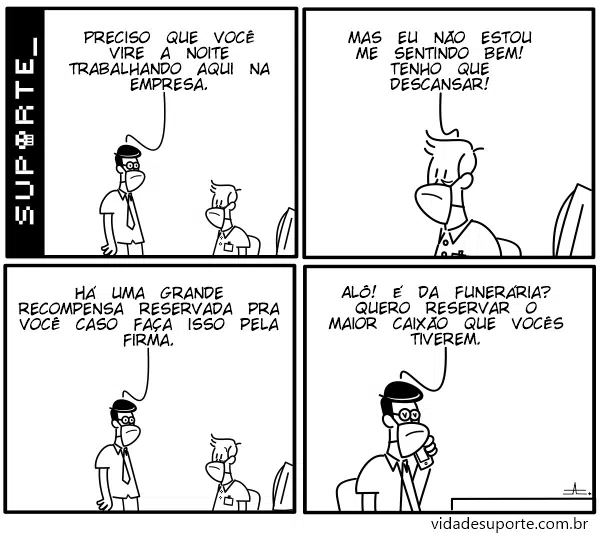 SUPORTE_
PRECISO QUE VOCÊ
VIRE A NOITE
TRABALHANDO AQUI NA
EMPRESA.
MAS EU NÃO ESTOU
ME SENTINDO BEM!
TENHO QUE
DESCANSAR!
HÁ UMA GRANDE
RECOMPENSA RESERVADA PRA
VOCÊ CASO FAÇA ISSO PELA
FIRMA.
ALÔ! É DA FUNERÁRIA?
QUERO RESERVAR O
MAIOR CAIXÃO QUE VOCÊS
TIVEREM.
vidadesuporte.com.br